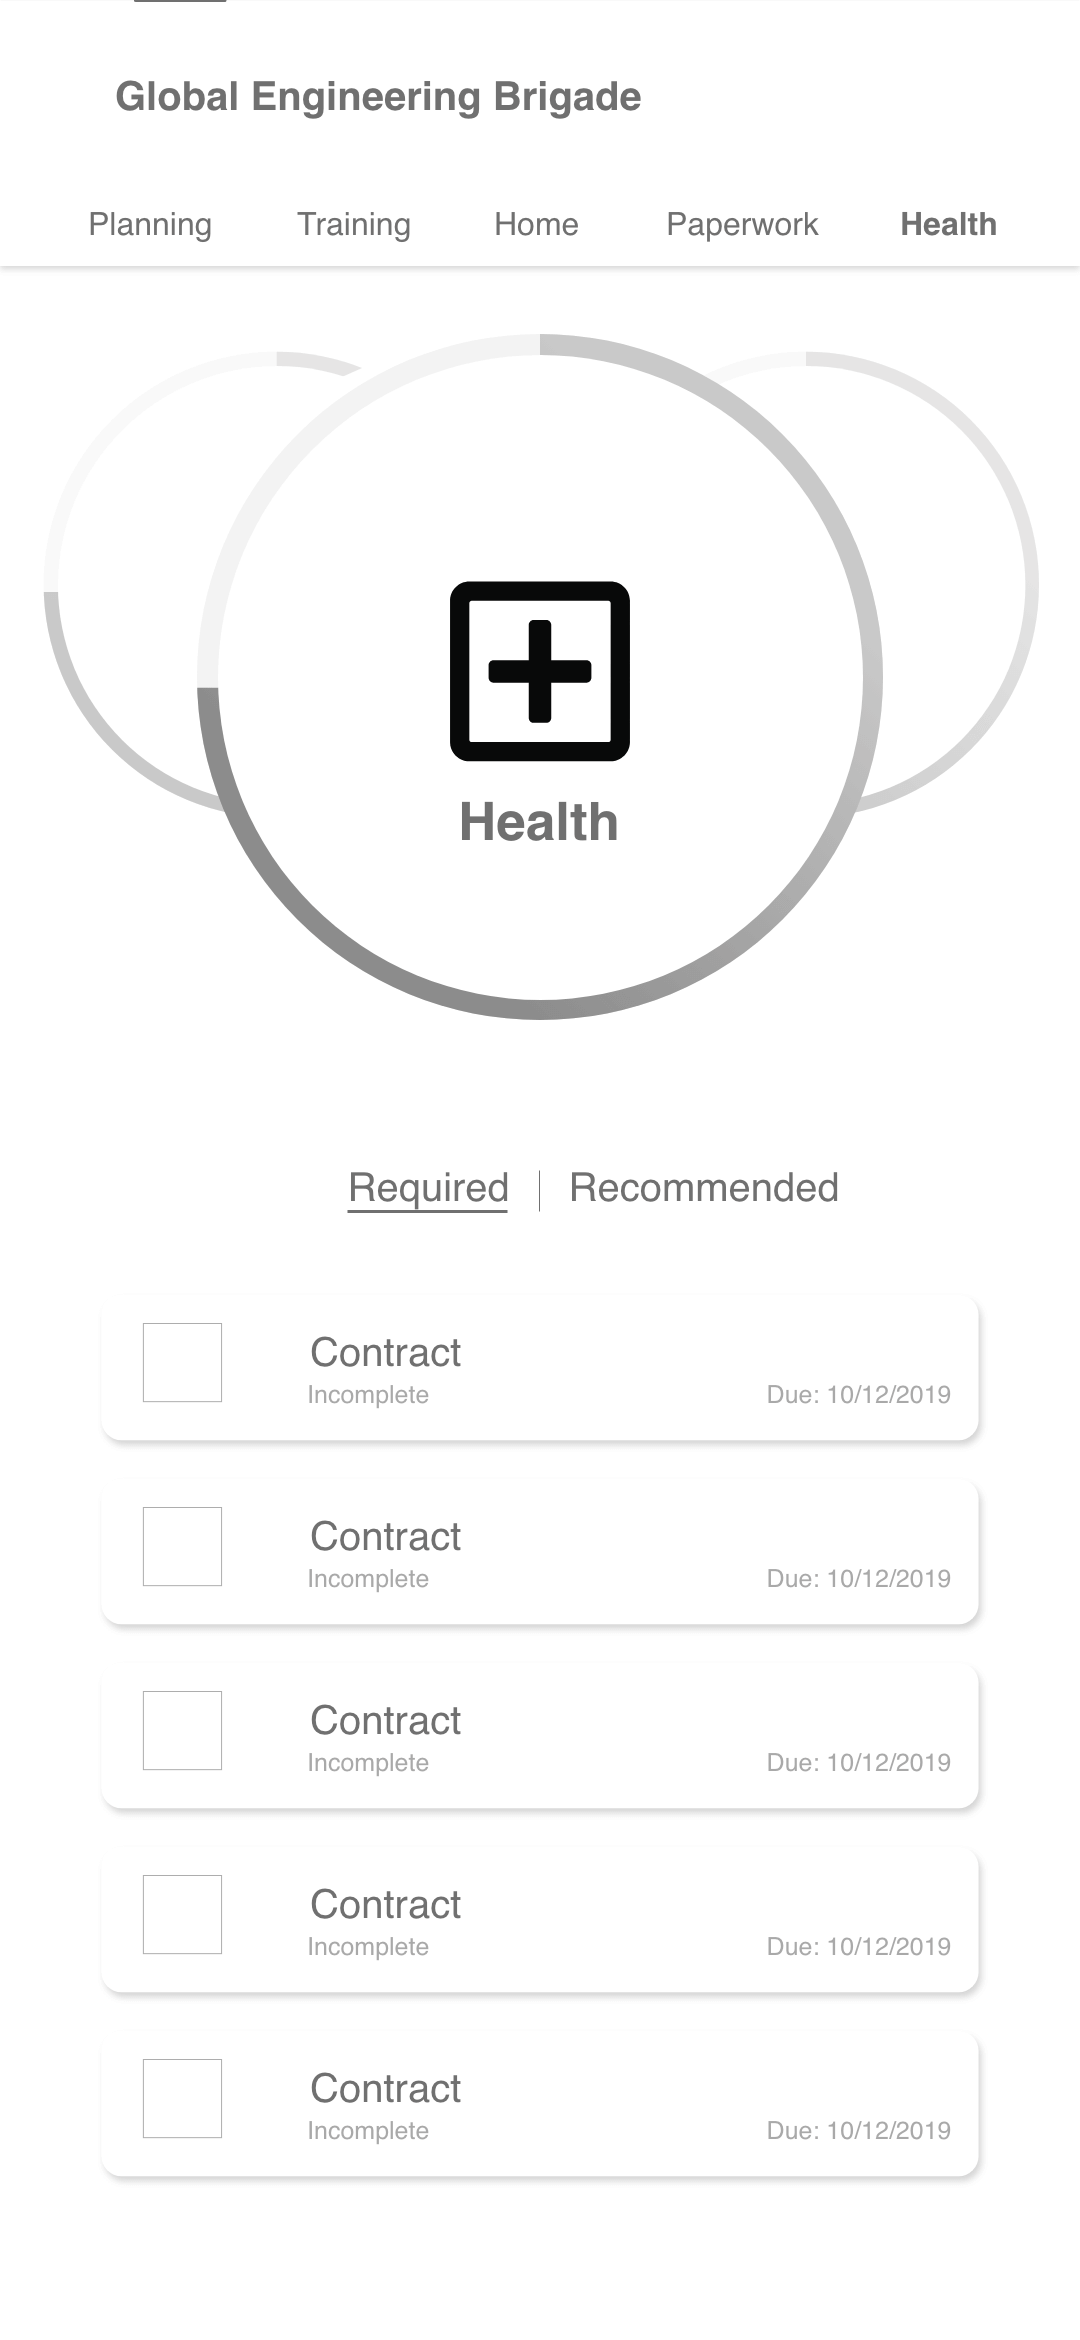 Global Engineering Brigade
Planning Training Home Paperwork Health
Health
Required Recommended
Contract
Incomplete Due: 10/12/2019
Contract
Incomplete Due: 10/12/2019
Contract
Incomplete Due: 10/12/2019
Contract
Incomplete Due: 10/12/2019
Contract
Incomplete Due: 10/12/2019